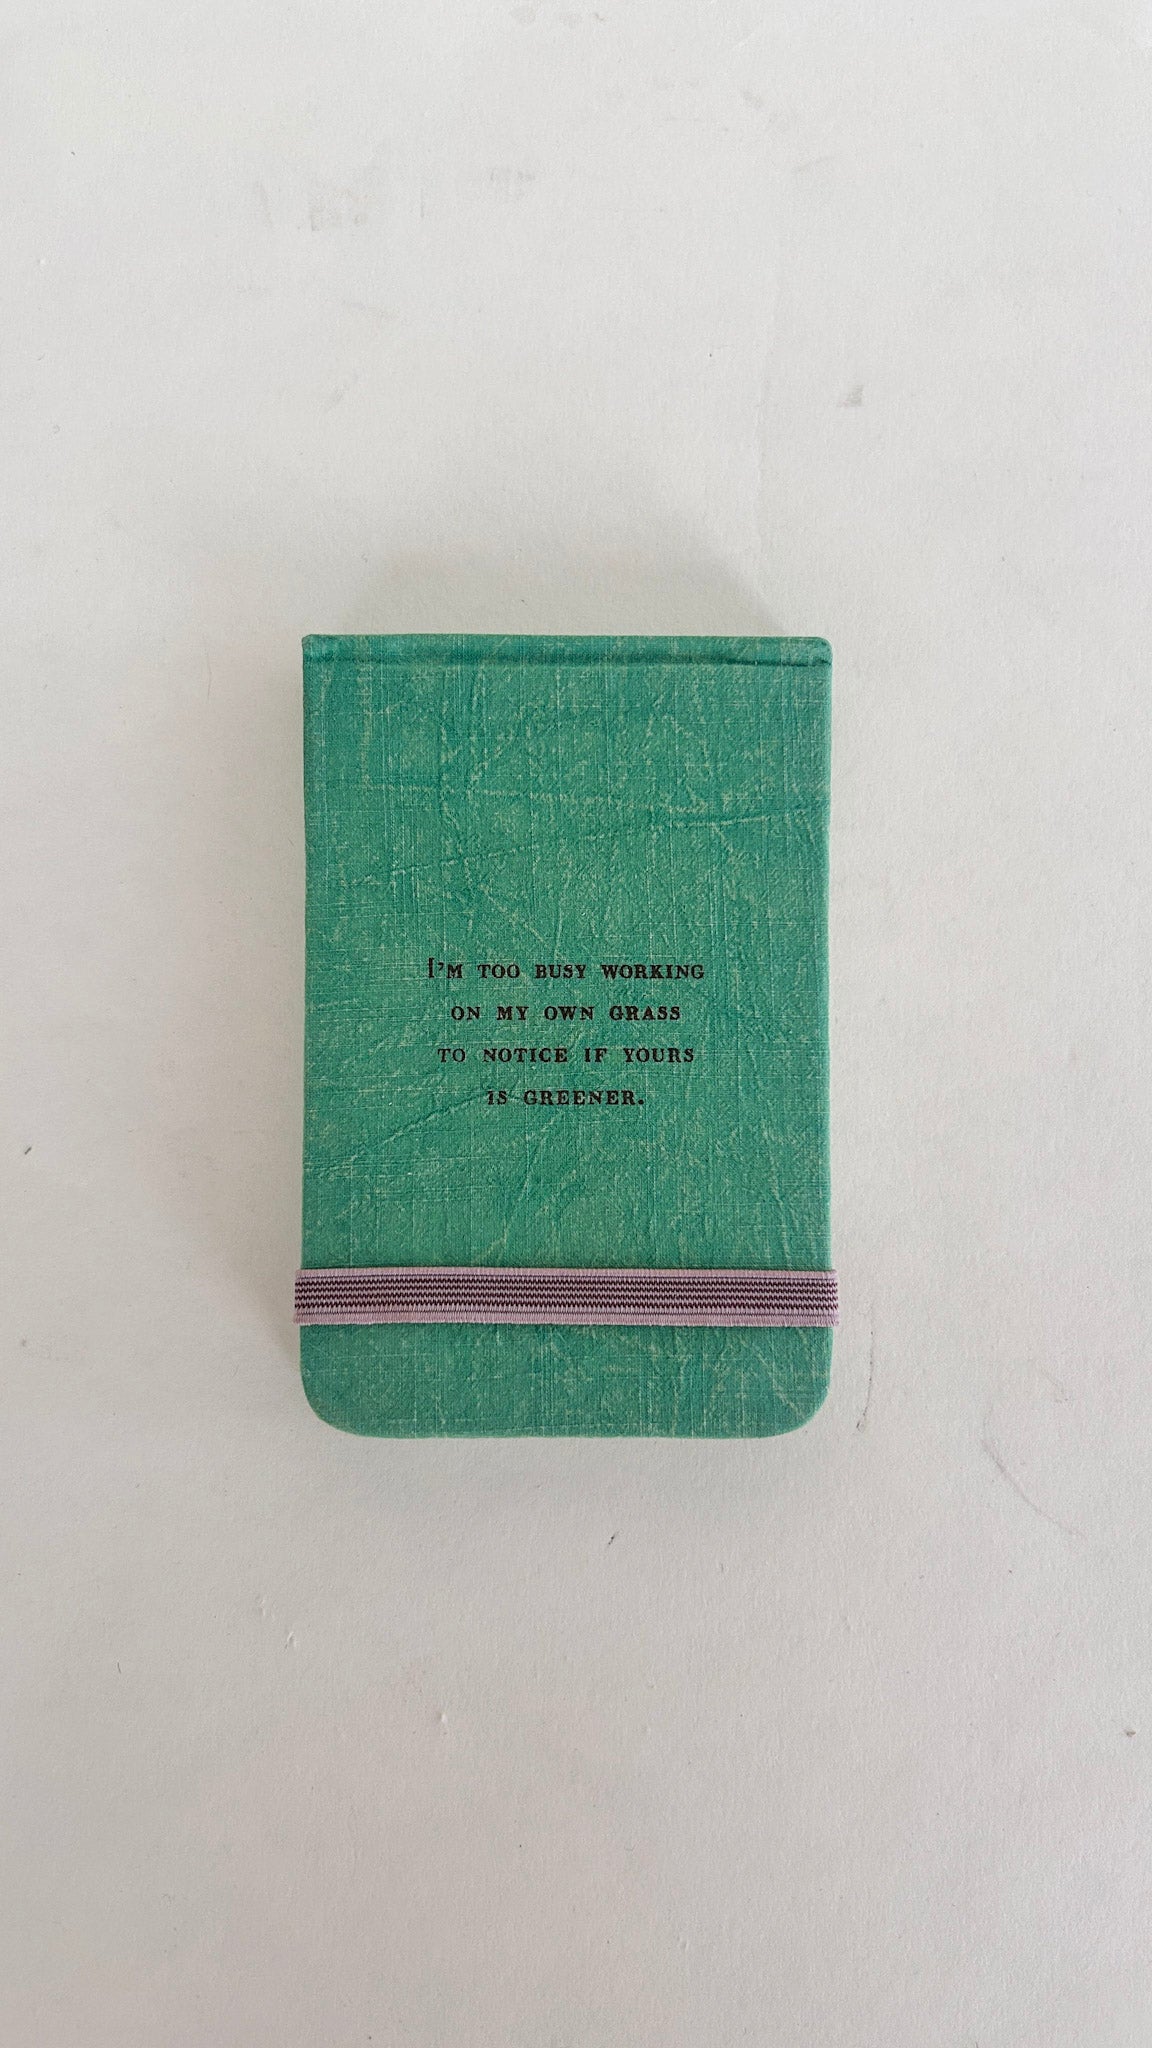 I'M TOO BUSY WORKING
ON MY OWN GRASS
TO NOTICE IF YOURS
IS GREENER.